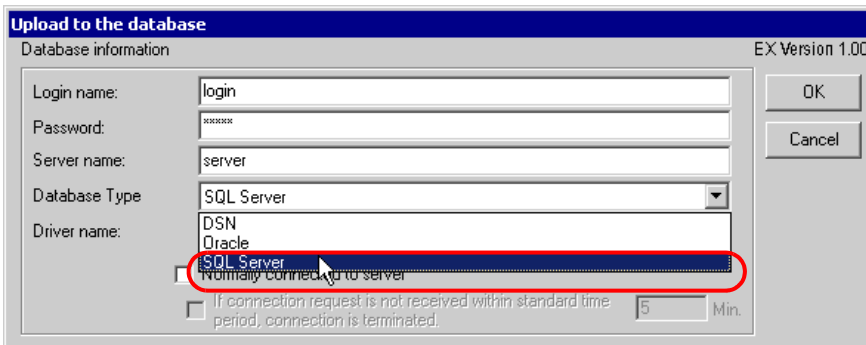 Upload to the database
Database information
EX Version 1.00
Login name:
login
OK
Password:
xxxxx
Cancel
Server name:
server
Database Type
SQL Server
Driver name:
DSN
Oracle
SQL Server
Normally connected to server
If connection request is not received within standard time
period, connection is terminated.
5
Min.